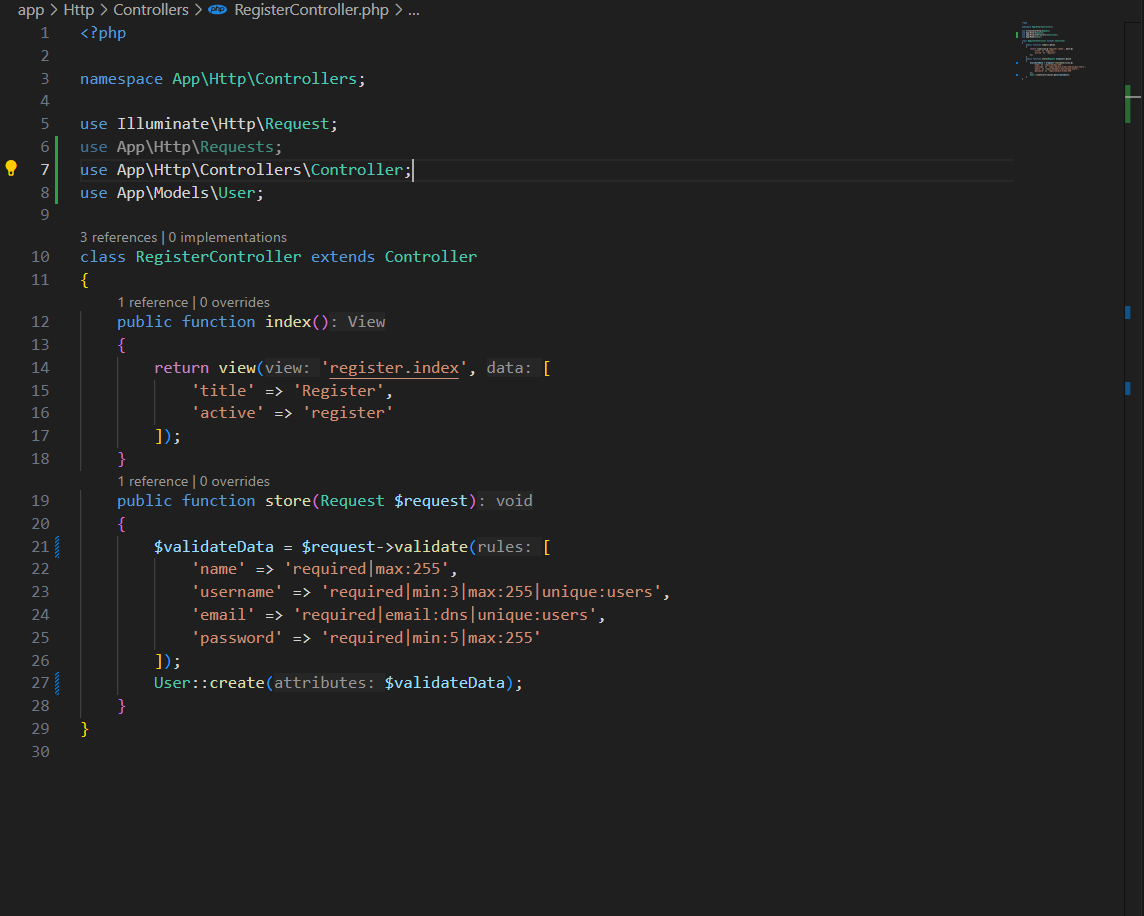 app > Http > Controllers > php RegisterController.php > ...
1 <?php
2
3 namespace App\Http\Controllers;
4
5 use Illuminate\Http\Request;
6 use App\Http\Requests;
7 use App\Http\Controllers\Controller;
8 use App\Models\User;
9
3 references | 0 implementations
10 class RegisterController extends Controller
11 {
1 reference | 0 overrides
12 public function index(): View
13 {
14 return view(view: 'register.index', data: [
15 'title' => 'Register',
16 'active' => 'register'
17 ]);
18 }
1 reference | 0 overrides
19 public function store(Request $request): void
20 {
21 $validateData = $request->validate(rules: [
22 'name' => 'required|max:255',
23 'username' => 'required|min:3|max:255|unique:users',
24 'email' => 'required|email:dns|unique:users',
25 'password' => 'required|min:5|max:255'
26 ]);
27 User::create(attributes: $validateData);
28 }
29 }
30